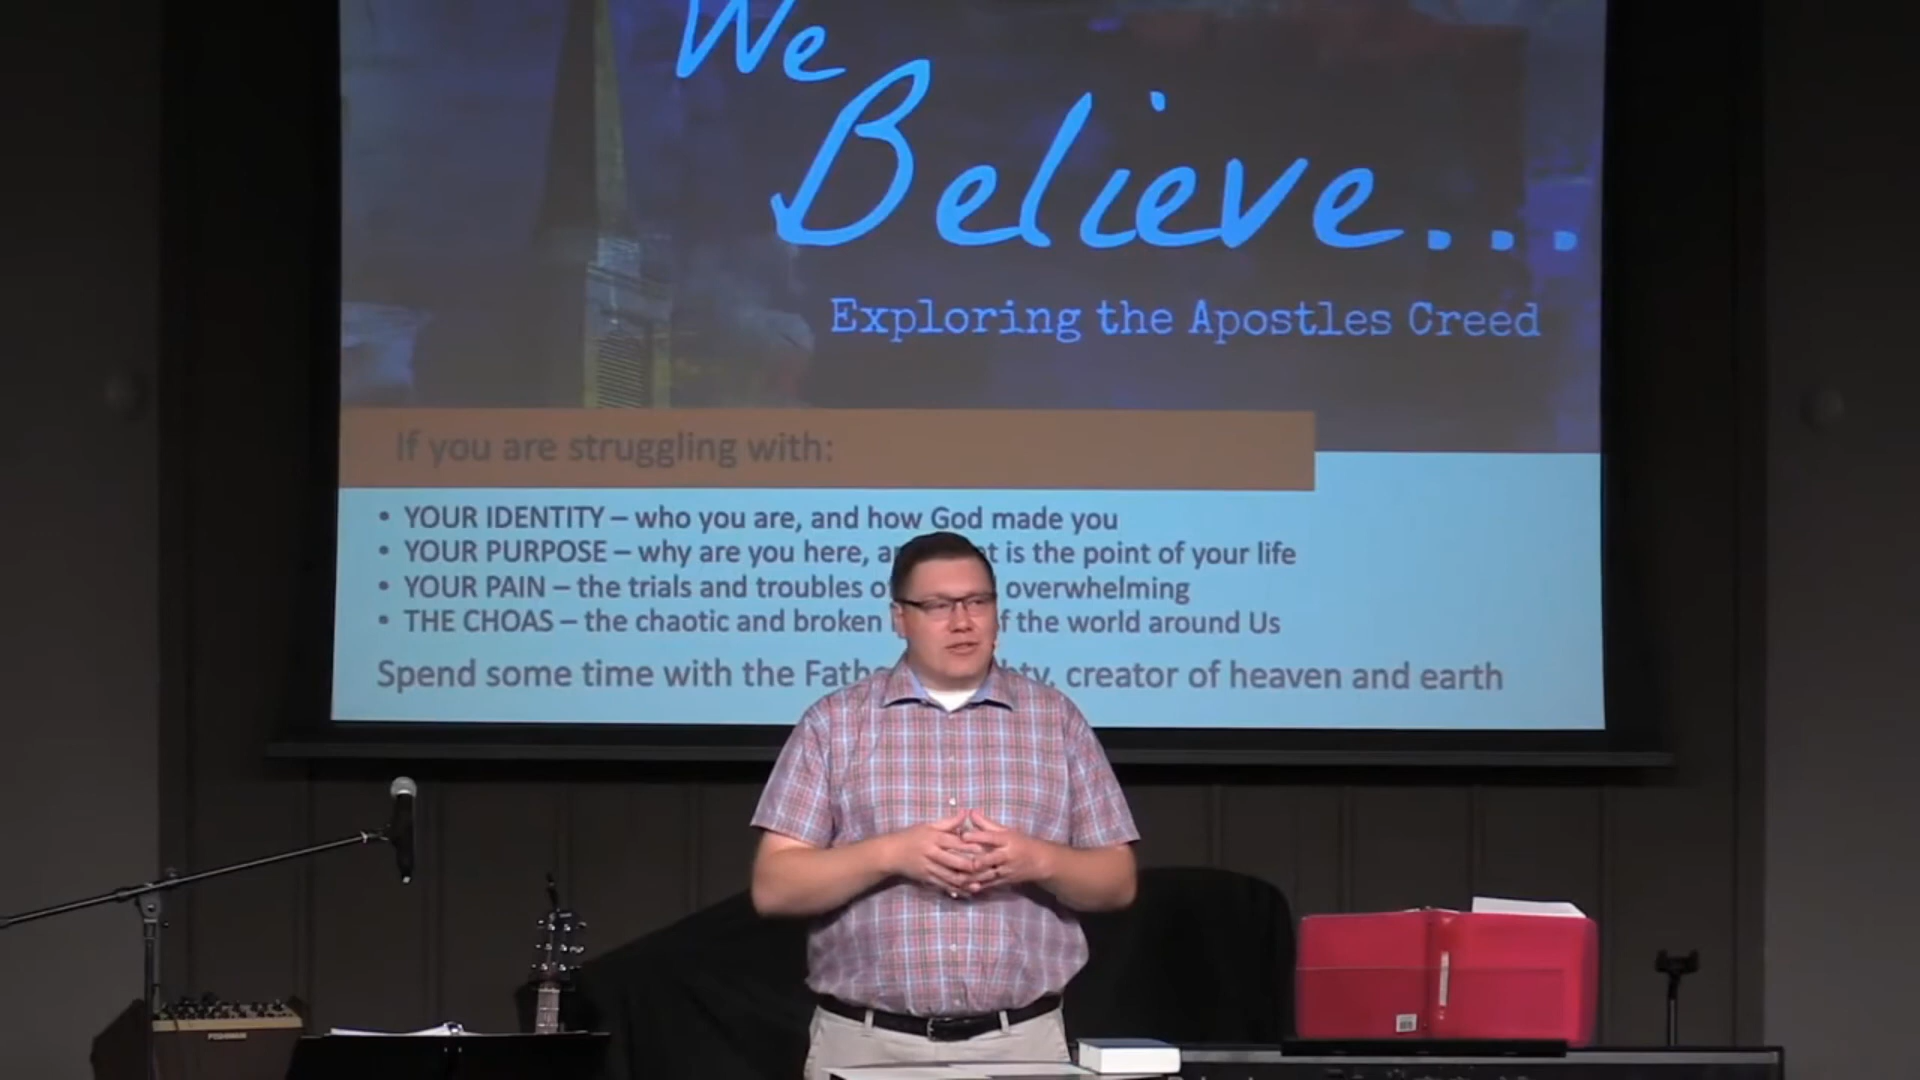 We
Believe...
Exploring the Apostles Creed
If you are struggling with:
• YOUR IDENTITY – who you are, and how God made you
• YOUR PURPOSE – why are you here, is the point of your life
• YOUR PAIN – the trials and troubles overwhelming
• THE CHOAS – the chaotic and broken the world around Us
Spend some time with the creator of heaven and earth
FISHMAN